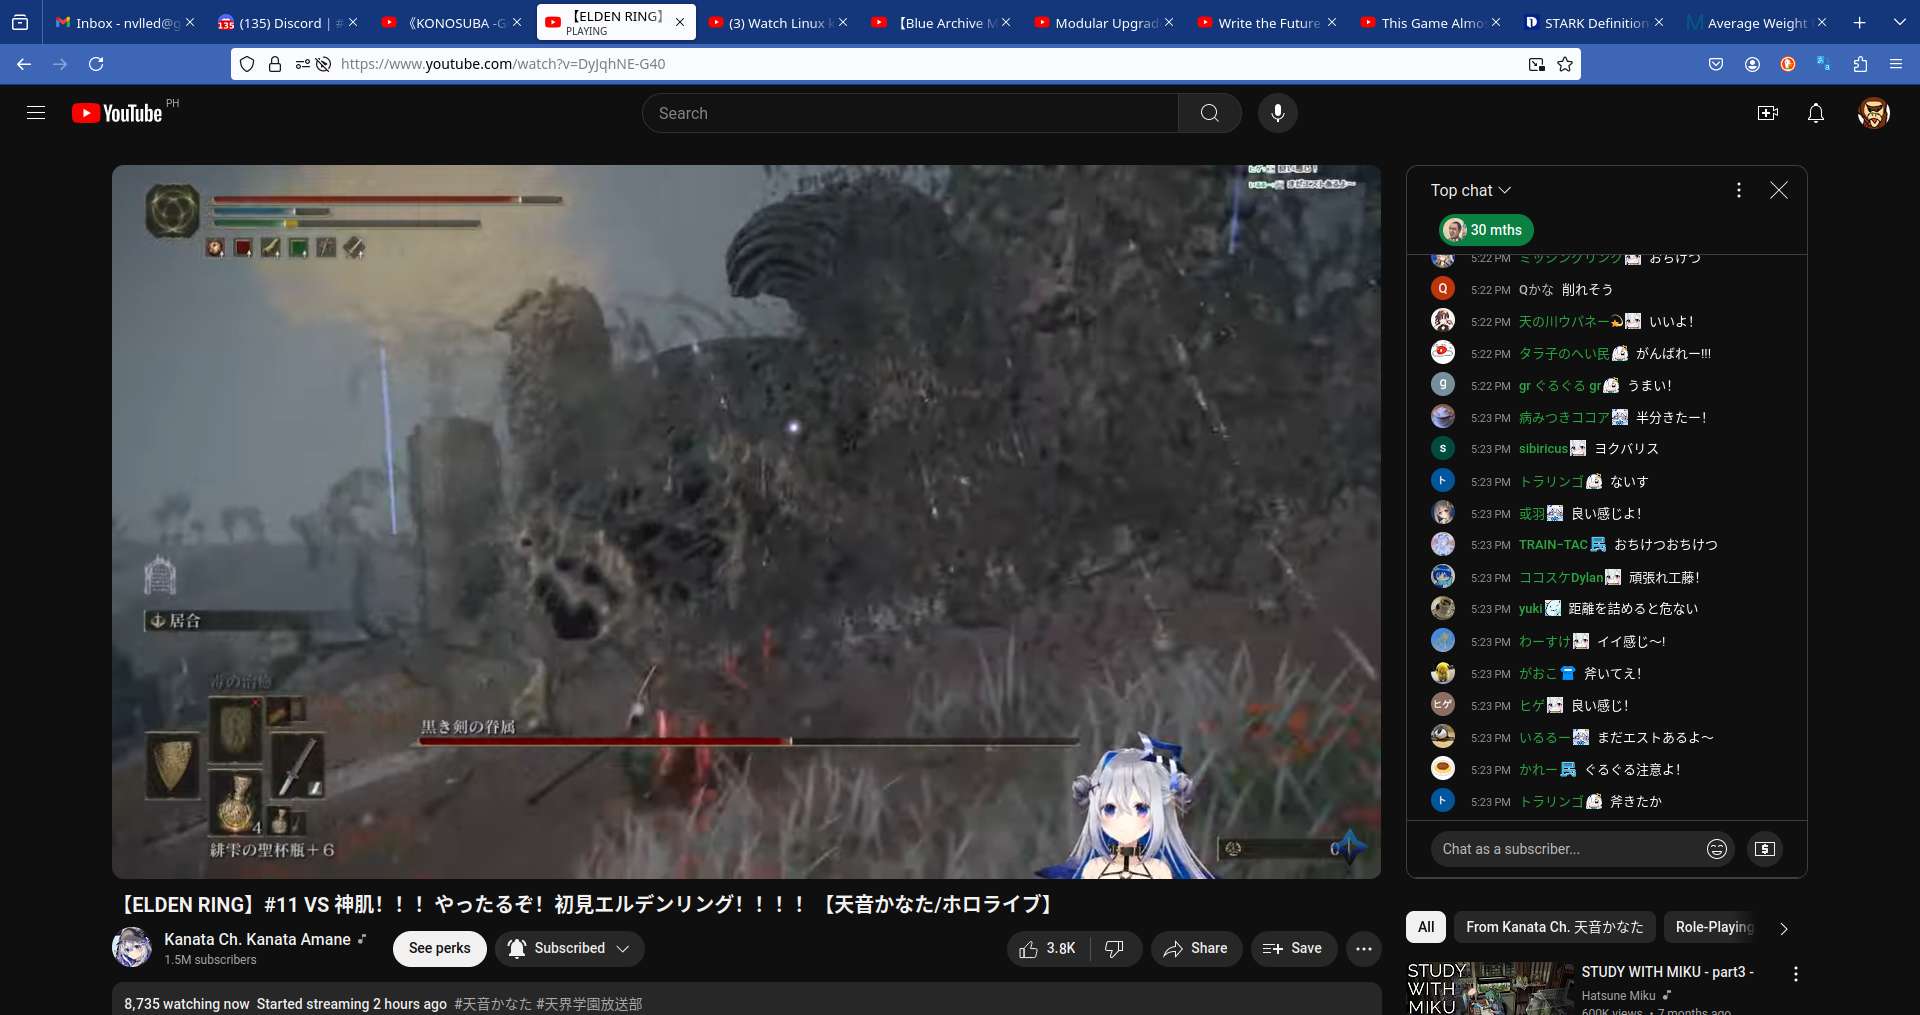 Inbox - nvlled@g
(135) Discord | #
《KONOSUBA -G
【ELDEN RING】
PLAYING
(3) Watch Linux k
【Blue Archive M
Modular Upgrad
Write the Future
This Game Almo
STARK Definition
Average Weight
https://www.youtube.com/watch?v=DyJqhNE-G40
YouTube
PH
Search
居合
毒の治癒
黒き剣の眷属
4
緋雫の聖杯瓶+6
0
Top chat
30 mths
5:22 PM ミッシングリンク おちけつ
Q 5:22 PM Qかな 削れそう
5:22 PM 天の川ウバネー いいよ!
5:22 PM タラ子のへい民 がんばれー!!!
g 5:22 PM gr ぐるぐる gr うまい!
5:23 PM 病みつきココア 半分きたー!
s 5:23 PM sibiricus ヨクバリス
ト 5:23 PM トラリンゴ ないす
5:23 PM 或羽 良い感じよ!
5:23 PM TRAIN-TAC おちけつおちけつ
5:23 PM ココスケDylan 頑張れ工藤!
5:23 PM yuki 距離を詰めると危ない
5:23 PM わーすけ イイ感じ〜!
5:23 PM がおこ 斧いてえ!
ヒゲ 5:23 PM ヒゲ 良い感じ!
5:23 PM いるるー まだエストあるよ〜
5:23 PM かれー ぐるぐる注意よ!
ト 5:23 PM トラリンゴ 斧きたか
Chat as a subscriber...
【ELDEN RING】#11 VS 神肌!!! やったるぞ! 初見エルデンリング!!!! 【天音かなた/ホロライブ】
Kanata Ch. Kanata Amane
1.5M subscribers
See perks
Subscribed
3.8K
Share
Save
8,735 watching now Started streaming 2 hours ago #天音かなた #天界学園放送部
All
From Kanata Ch. 天音かなた
Role-Playing
STUDY WITH MIKU
STUDY WITH MIKU - part3 -
Hatsune Miku
600K views • 7 months ago